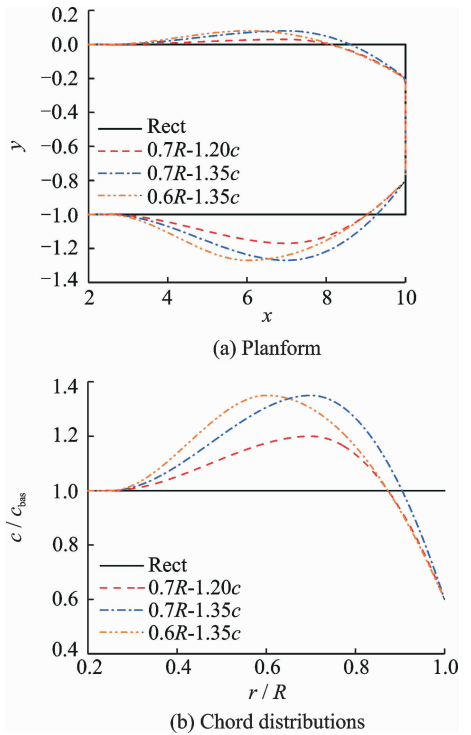 0.2
0.0
−0.2
−0.4
−0.6
−0.8
−1.0
−1.2
−1.4
y
Rect
0.7R-1.20c
0.7R-1.35c
0.6R-1.35c
2 4 6 8 10
x
(a) Planform
1.4
1.2
1.0
0.8
0.6
0.4
c / c_bas
Rect
0.7R-1.20c
0.7R-1.35c
0.6R-1.35c
0.2 0.4 0.6 0.8 1.0
r / R
(b) Chord distributions